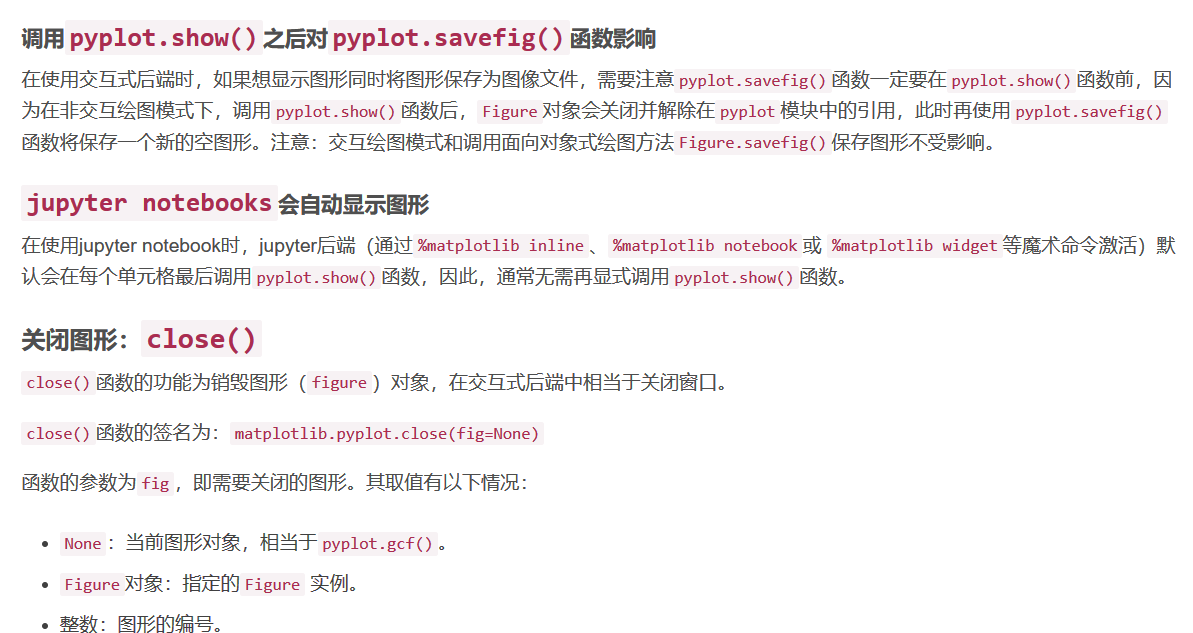 调用pyplot.show()之后对pyplot.savefig()函数影响
在使用交互式后端时，如果想显示图形同时将图形保存为图像文件，需要注意pyplot.savefig()函数一定要在pyplot.show()函数前，因
为在非交互绘图模式下，调用pyplot.show()函数后，Figure对象会关闭并解除在pyplot模块中的引用，此时再使用pyplot.savefig()
函数将保存一个新的空图形。注意：交互绘图模式和调用面向对象式绘图方法Figure.savefig()保存图形不受影响。
jupyter notebooks会自动显示图形
在使用jupyter notebook时，jupyter后端（通过%matplotlib inline、%matplotlib notebook或 %matplotlib widget等魔术命令激活）默
认会在每个单元格最后调用pyplot.show()函数，因此，通常无需再显式调用pyplot.show()函数。
关闭图形：close()
close()函数的功能为销毁图形（figure）对象，在交互式后端中相当于关闭窗口。
close()函数的签名为：matplotlib.pyplot.close(fig=None)
函数的参数为fig，即需要关闭的图形。其取值有以下情况：
• None：当前图形对象，相当于pyplot.gcf()。
• Figure对象：指定的Figure 实例。
• 整数：图形的编号。